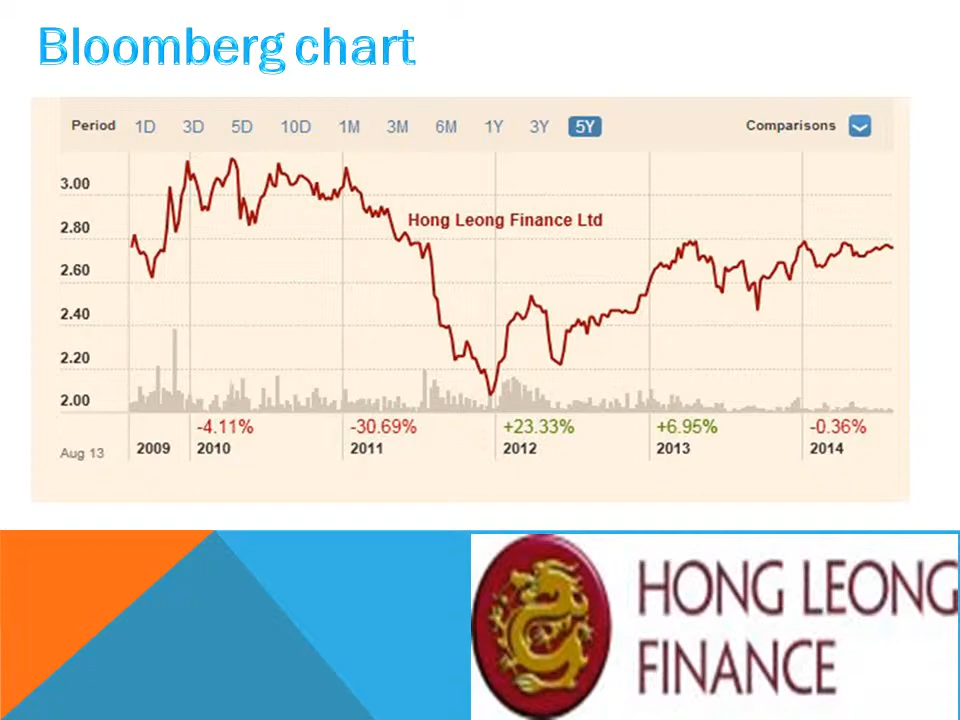 Bloomberg chart
Period 1D 3D 5D 10D 1M 3M 6M 1Y 3Y 5Y Comparisons
3.00
Hong Leong Finance Ltd
2.80
2.60
2.40
2.20
2.00
-4.11% -30.69% +23.33% +6.95% -0.36%
Aug 13 2009 2010 2011 2012 2013 2014
HONG LEONG
FINANCE